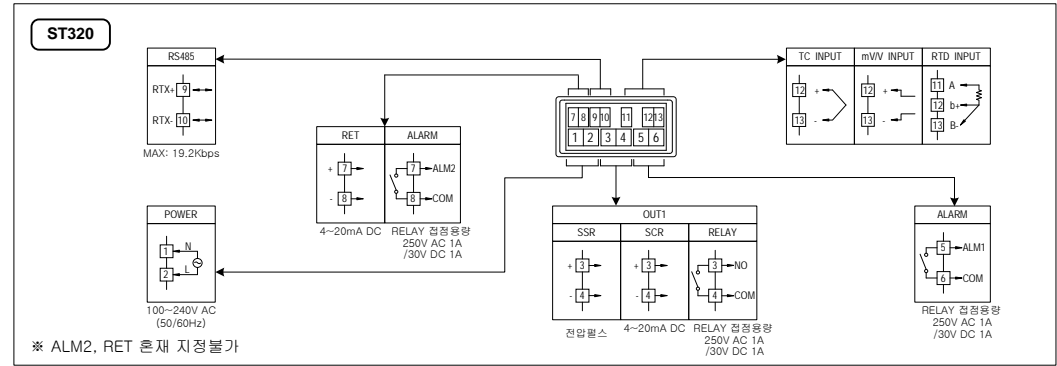 ST320
RS485
RTX+ 9
RTX- 10
MAX: 19.2Kbps
RET ALARM
+ 7 7 ALM2
- 8 8 COM
4~20mA DC RELAY 접점용량
250V AC 1A
/30V DC 1A
7 8 9 10 11 12 13
1 2 3 4 5 6
TC INPUT mV/V INPUT RTD INPUT
11 A
12 + 12 + 12 b+
13 - 13 - 13 B-
POWER
1 N
2 L
100~240V AC
(50/60Hz)
OUT1
SSR SCR RELAY
+ 3 + 3 3 NO
- 4 - 4 4 COM
전압펄스 4~20mA DC RELAY 접점용량
250V AC 1A
/30V DC 1A
ALARM
5 ALM1
6 COM
RELAY 접점용량
250V AC 1A
/30V DC 1A
※ ALM2, RET 혼재 지정불가